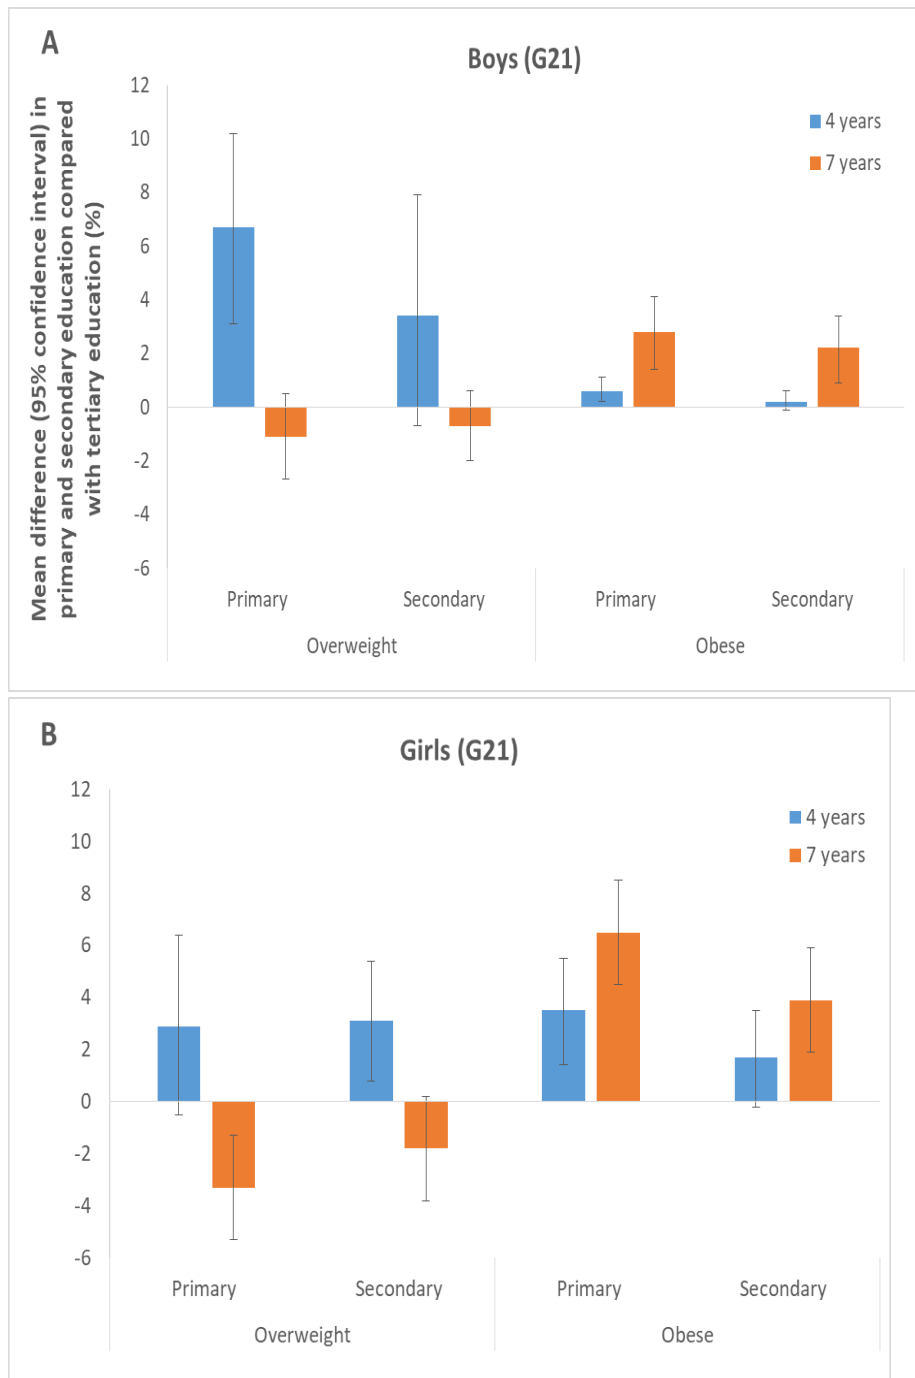 A
Boys (G21)
Mean difference (95% confidence interval) in
primary and secondary education compared
with tertiary education (%)
12
10
8
6
4
2
0
-2
-4
-6
4 years
7 years
Primary
Secondary
Primary
Secondary
Overweight
Obese
B
Girls (G21)
12
10
8
6
4
2
0
-2
-4
-6
4 years
7 years
Primary
Secondary
Primary
Secondary
Overweight
Obese